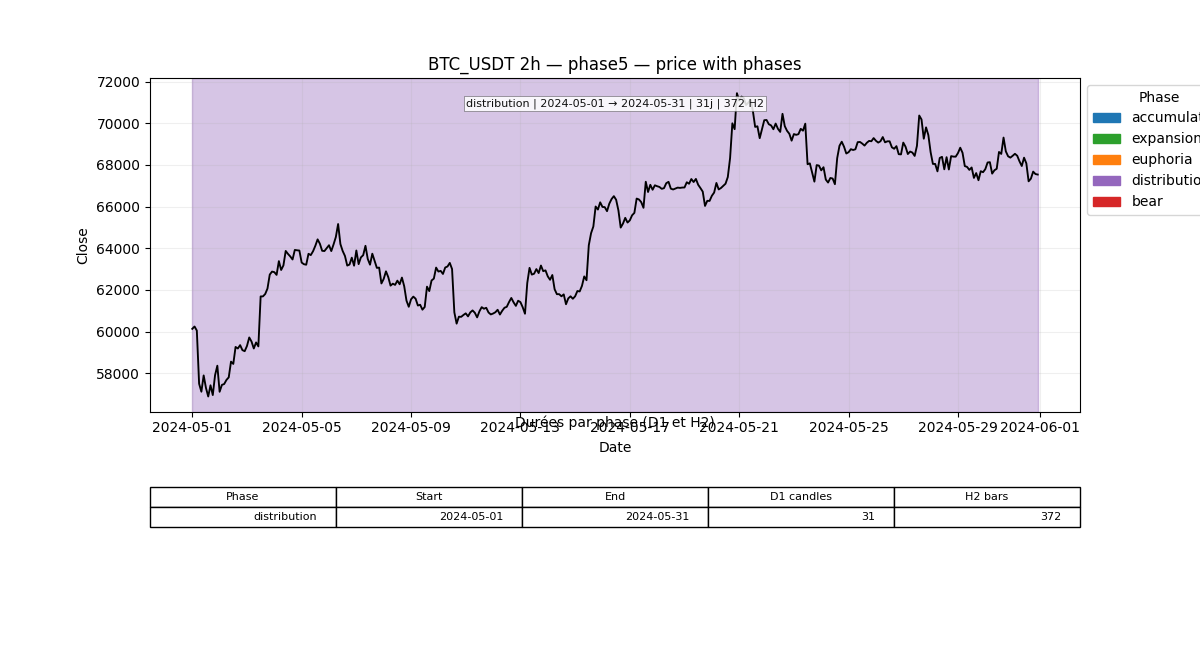 BTC_USDT 2h — phase5 — price with phases
distribution | 2024-05-01 → 2024-05-31 | 31j | 372 H2
Close
72000
70000
68000
66000
64000
62000
60000
58000
Phase
accumulat
expansion
euphoria
distributio
bear
2024-05-01 2024-05-05 2024-05-09 2024-05-13 2024-05-17 2024-05-21 2024-05-25 2024-05-29 2024-06-01
Durées par phase (D1 et H2)
Date
Phase Start End D1 candles H2 bars
distribution 2024-05-01 2024-05-31 31 372